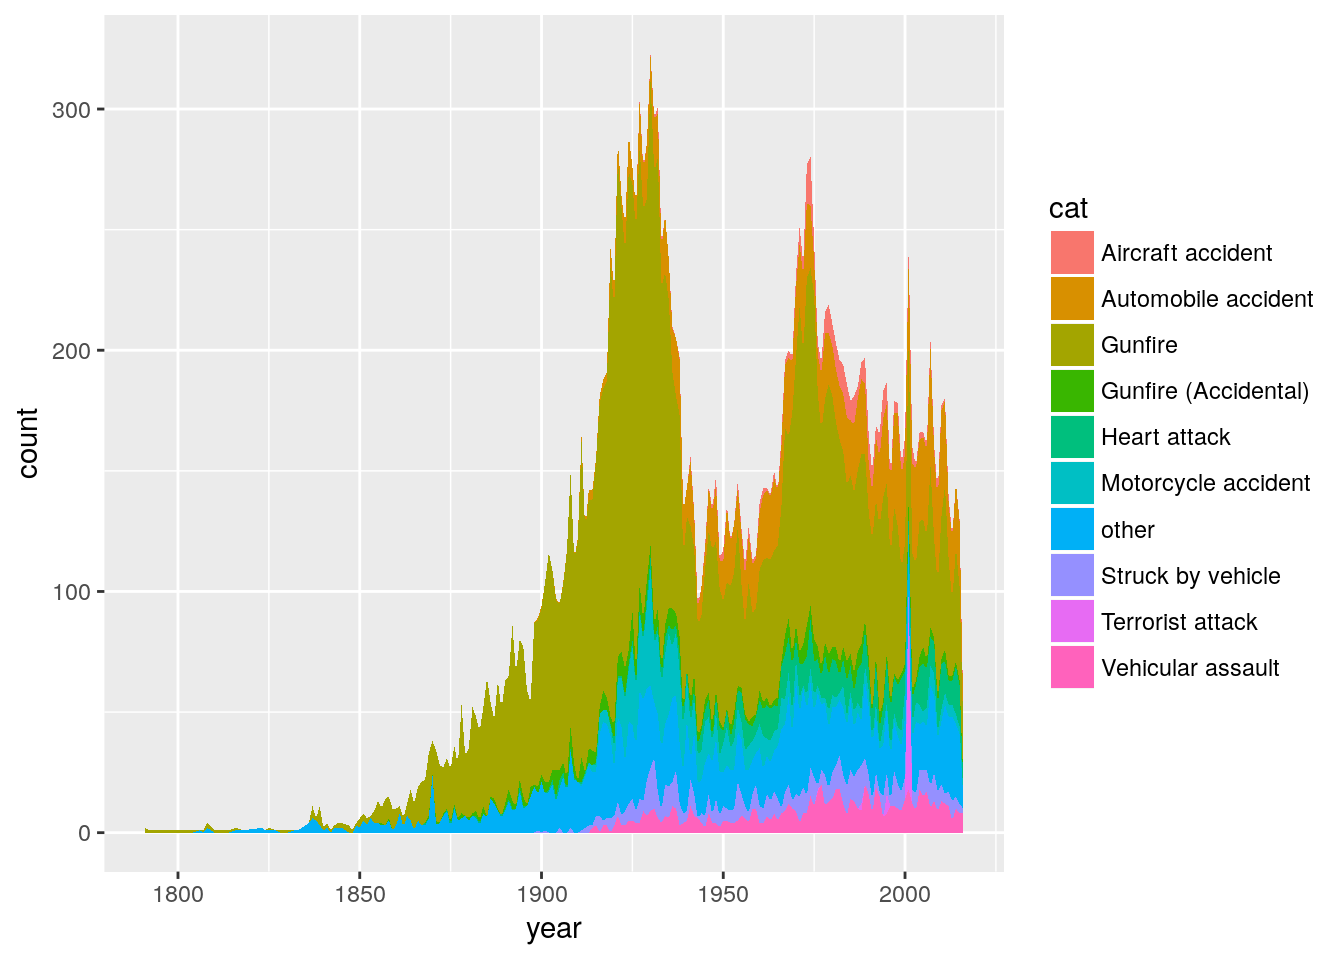 300
200
100
0
count
1800
1850
1900
1950
2000
year
cat
Aircraft accident
Automobile accident
Gunfire
Gunfire (Accidental)
Heart attack
Motorcycle accident
other
Struck by vehicle
Terrorist attack
Vehicular assault